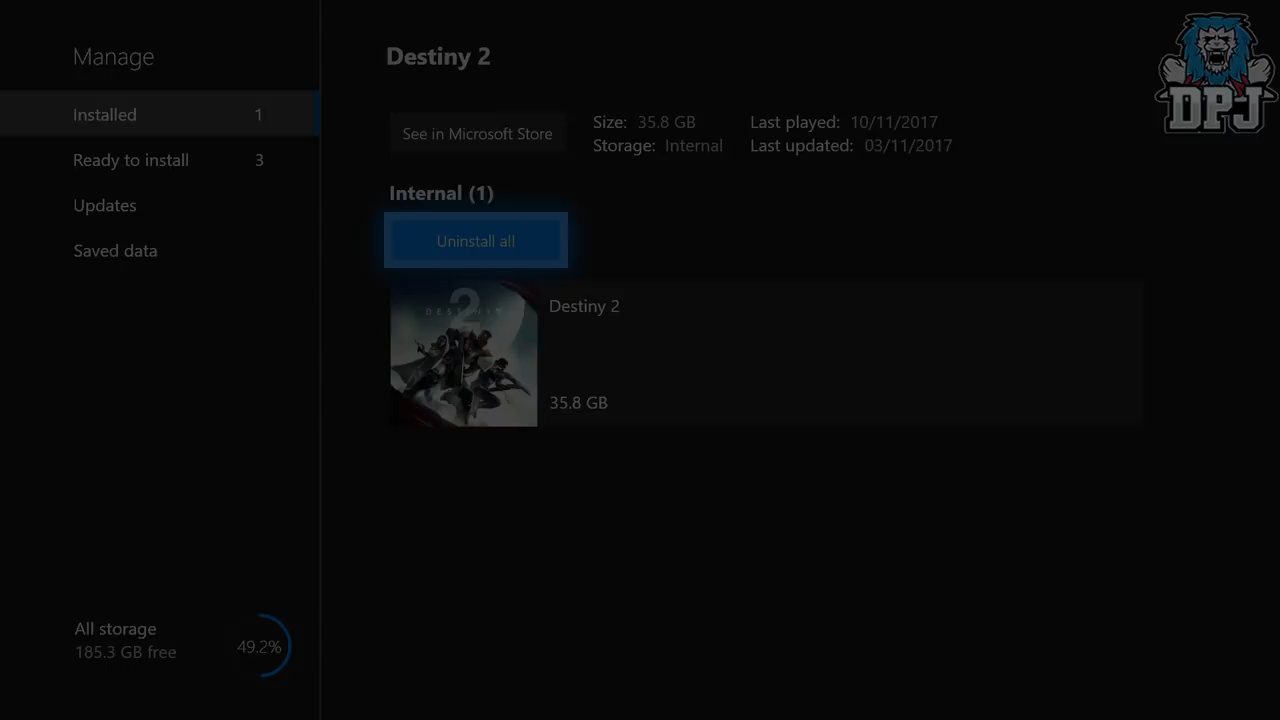 Manage
Installed 1
Ready to install 3
Updates
Saved data
All storage
185.3 GB free
49.2%
Destiny 2
See in Microsoft Store
Size: 35.8 GB
Storage: Internal
Last played: 10/11/2017
Last updated: 03/11/2017
Internal (1)
Uninstall all
2
DESTINY
Destiny 2
35.8 GB
DPJ